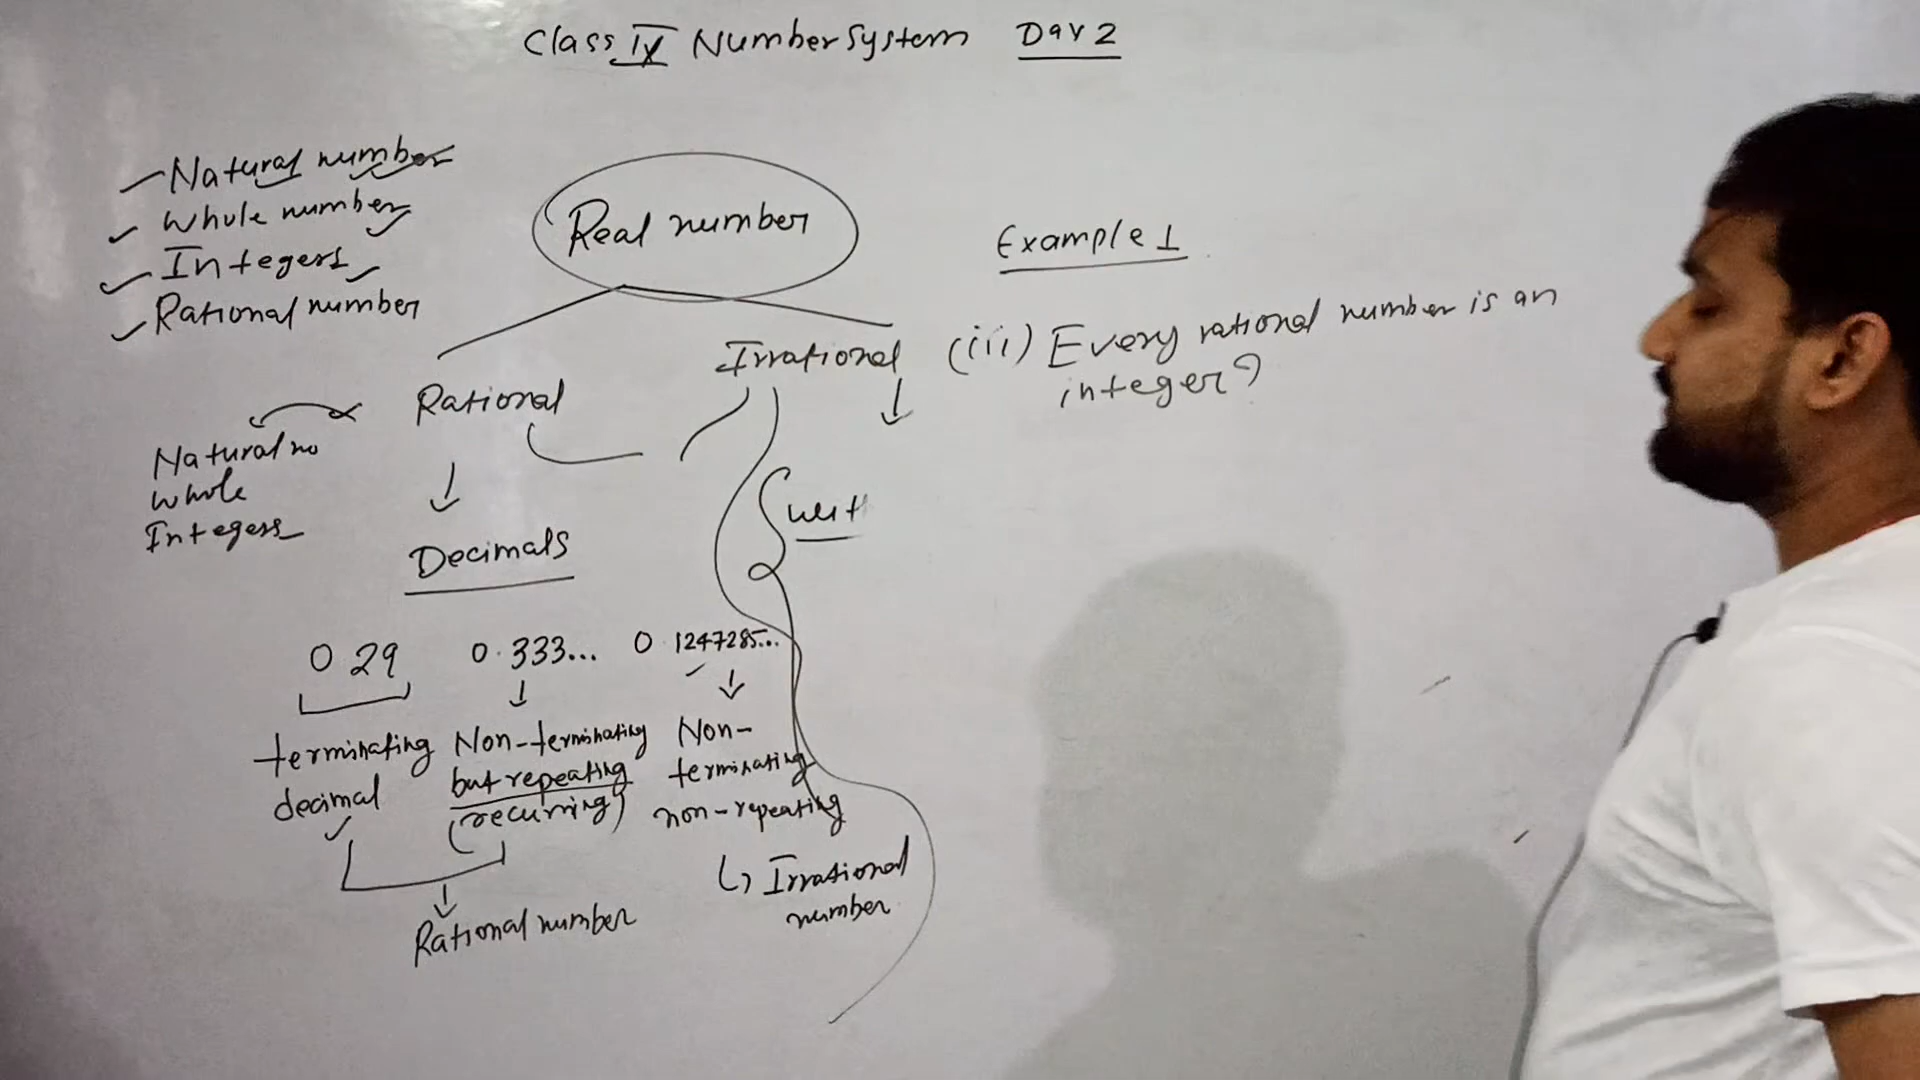 Class IX Number System Day 2
Natural number
Whole number
Integers
Rational number
Real number
Rational
Irrational
Natural no
Whole
Integers
Decimals
0.29
0.333...
0.1247285...
terminating
decimal
Non-terminating
but repeating
(recurring)
Non-
terminating
non-repeating
Rational number
Irrational
number
Example 1
(iii) Every rational number is an
integer?